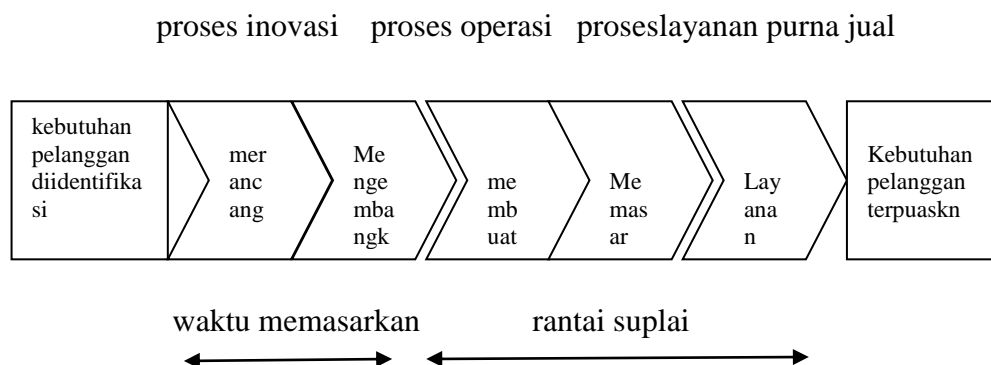 proses inovasi proses operasi proseslayanan purna jual
kebutuhan
pelanggan
diidentifika
si
mer
anc
ang
Me
nge
mba
ngk
me
mb
uat
Me
mas
ar
Lay
ana
n
Kebutuhan
pelanggan
terpuaskn
waktu memasarkan
rantai suplai